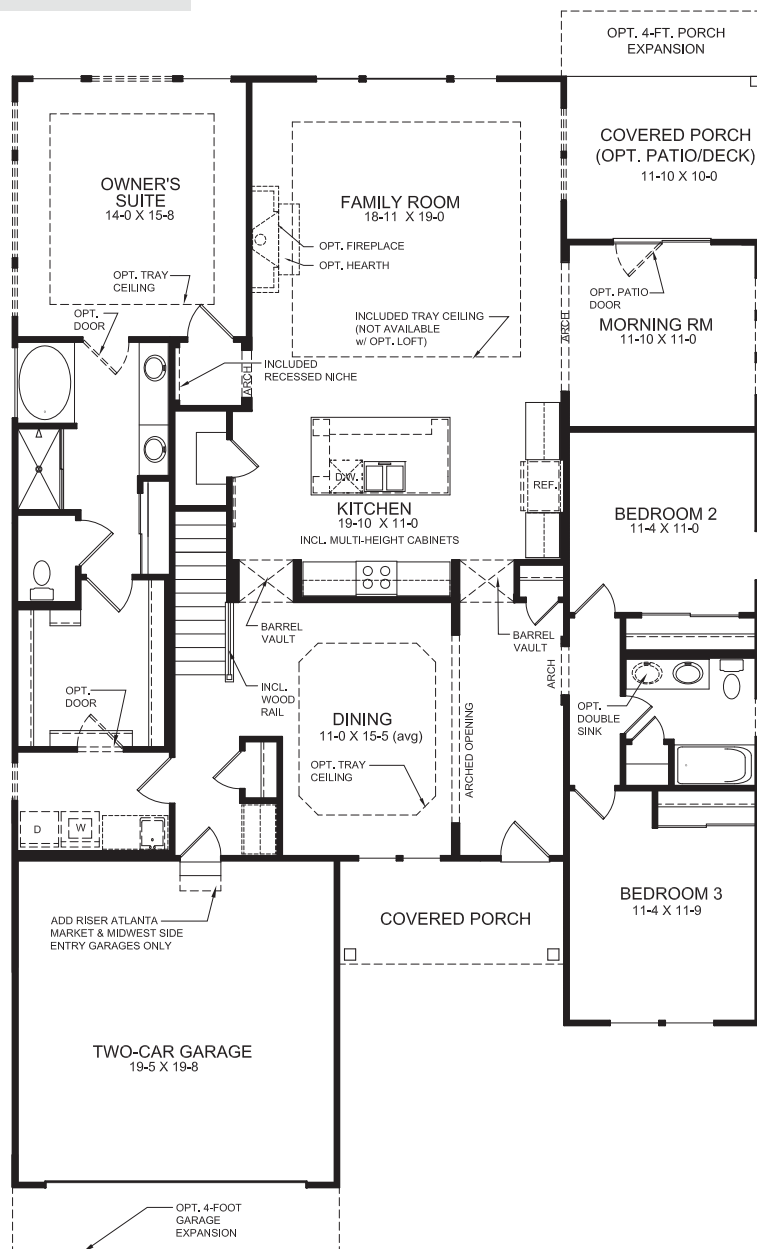 OPT. 4-FT. PORCH
EXPANSION
COVERED PORCH
(OPT. PATIO/DECK)
11-10 X 10-0
OWNER'S
SUITE
14-0 X 15-8
FAMILY ROOM
18-11 X 19-0
OPT. FIREPLACE
OPT. HEARTH
OPT. TRAY
CEILING
OPT.
DOOR
INCLUDED TRAY CEILING
(NOT AVAILABLE
w/ OPT. LOFT)
OPT. PATIO
DOOR
ARCH
MORNING RM
11-10 X 11-0
INCLUDED
RECESSED NICHE
ARCH
D.W.
REF.
KITCHEN
19-10 X 11-0
INCL. MULTI-HEIGHT CABINETS
BEDROOM 2
11-4 X 11-0
BARREL
VAULT
BARREL
VAULT
ARCH
INCL.
WOOD
RAIL
OPT.
DOOR
DINING
11-0 X 15-5 (avg)
OPT. TRAY
CEILING
ARCHED OPENING
OPT.
DOUBLE
SINK
D
W
BEDROOM 3
11-4 X 11-9
ADD RISER ATLANTA
MARKET & MIDWEST SIDE
ENTRY GARAGES ONLY
COVERED PORCH
TWO-CAR GARAGE
19-5 X 19-8
OPT. 4-FOOT
GARAGE
EXPANSION